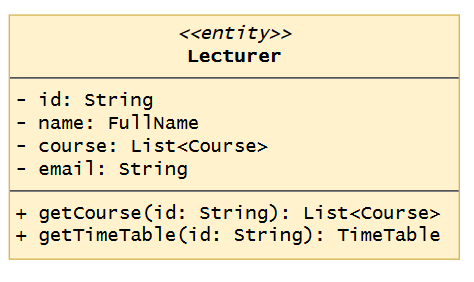 <<entity>>
Lecturer
- id: String
- name: FullName
- course: List<Course>
- email: String
+ getCourse(id: String): List<Course>
+ getTimeTable(id: String): TimeTable